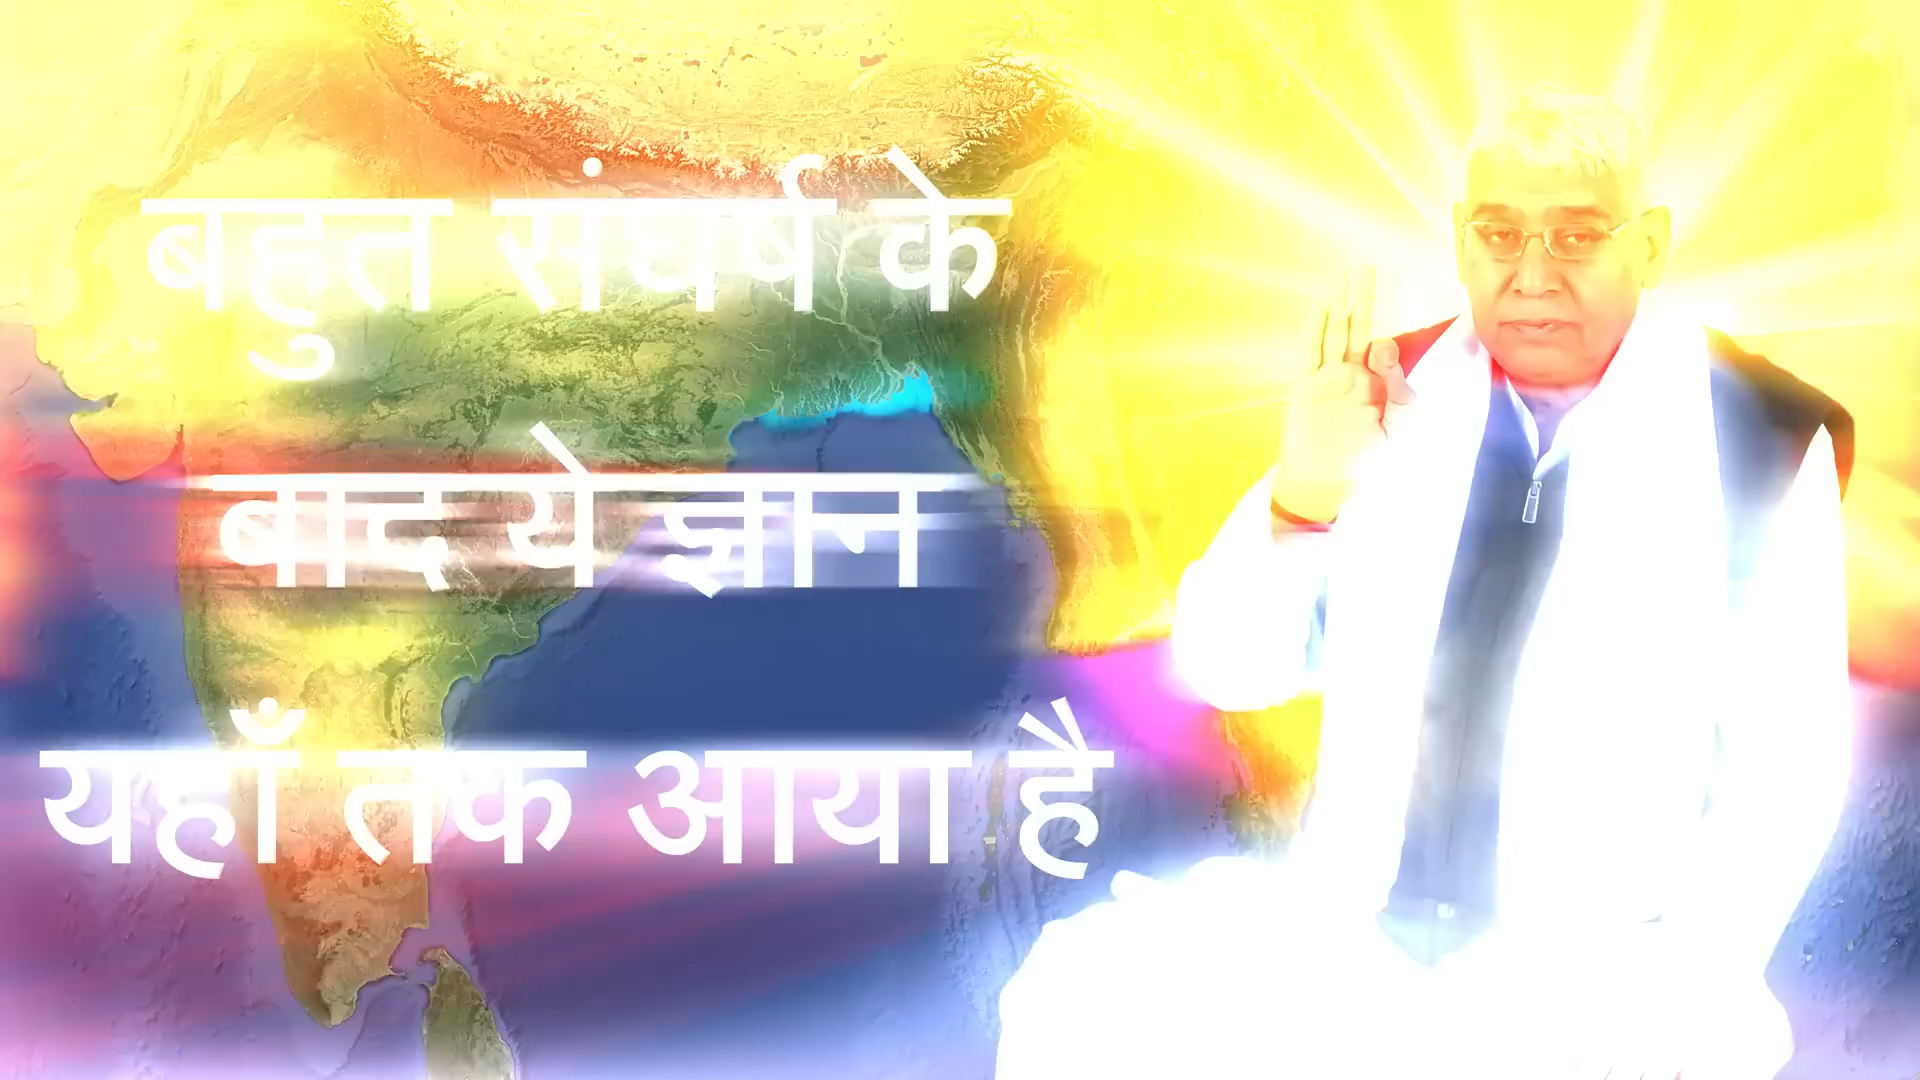 बहुत संघर्ष के
बाद ये ज्ञान
यहाँ तक आया है